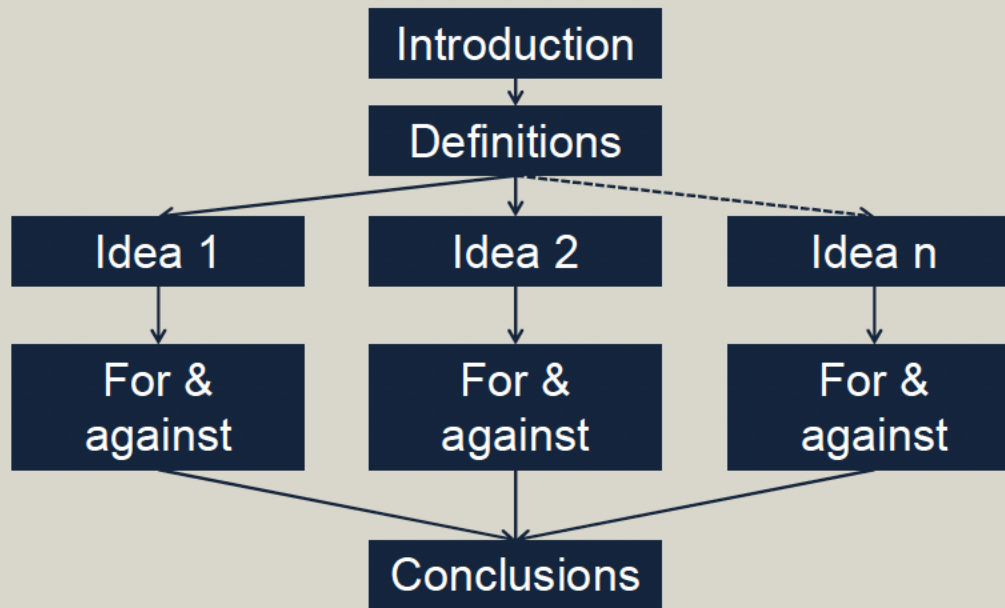 Introduction
Definitions
Idea 1
Idea 2
Idea n
For &
against
For &
against
For &
against
Conclusions